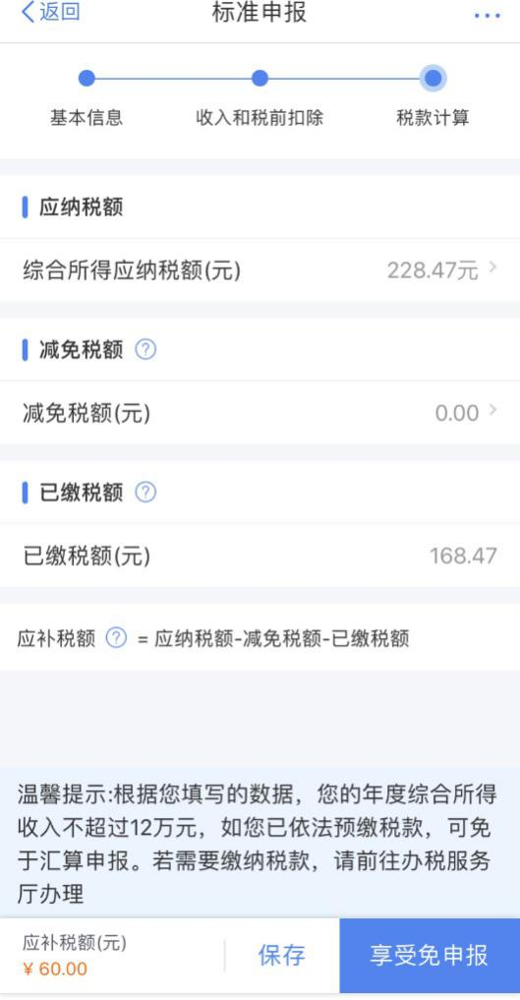 返回
标准申报
...
基本信息
收入和税前扣除
税款计算
应纳税额
综合所得应纳税额(元)
228.47元
减免税额 ?
减免税额(元)
0.00
已缴税额 ?
已缴税额(元)
168.47
应补税额 ? = 应纳税额-减免税额-已缴税额
温馨提示:根据您填写的数据，您的年度综合所得
收入不超过12万元，如您已依法预缴税款，可免
于汇算申报。若需要缴纳税款，请前往办税服务
厅办理
应补税额(元)
¥ 60.00
保存
享受免申报